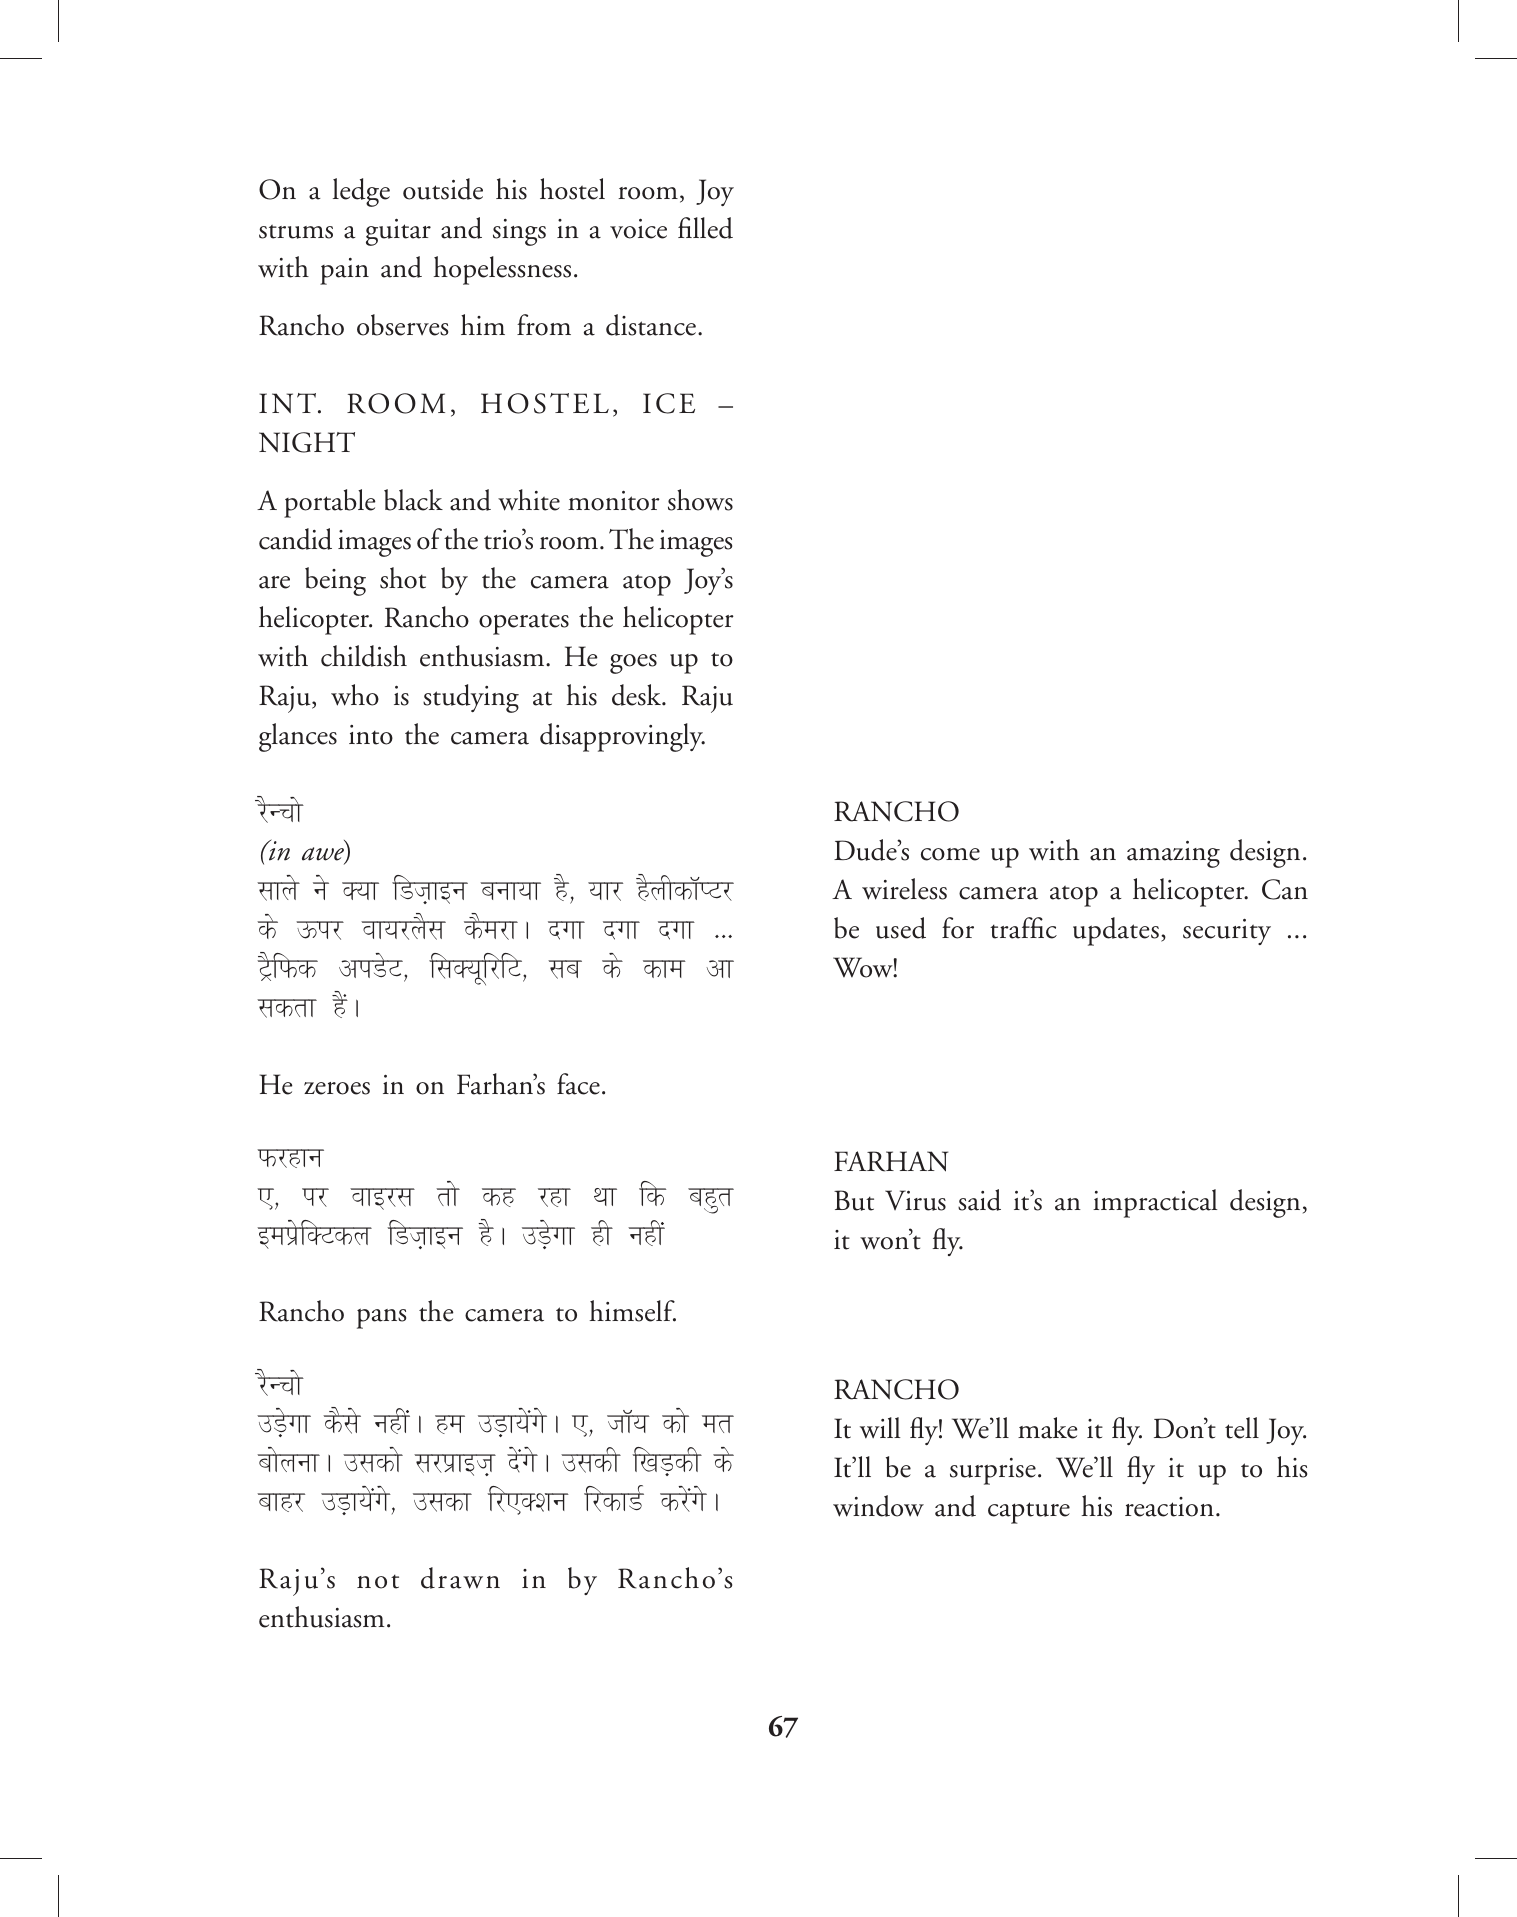 On a ledge outside his hostel room, Joy
strums a guitar and sings in a voice filled
with pain and hopelessness.
Rancho observes him from a distance.
INT. ROOM, HOSTEL, ICE –
NIGHT
A portable black and white monitor shows
candid images of the trio’s room. The images
are being shot by the camera atop Joy’s
helicopter. Rancho operates the helicopter
with childish enthusiasm. He goes up to
Raju, who is studying at his desk. Raju
glances into the camera disapprovingly.
रैन्चो
(in awe)
साले ने क्या डिज़ाइन बनाया है, यार हैलीकॉप्टर
के ऊपर वायरलैस कैमरा। दगा दगा दगा ...
ट्रैफिक अपडेट, सिक्यूरिटि, सब के काम आ
सकता हैं।
RANCHO
Dude’s come up with an amazing design.
A wireless camera atop a helicopter. Can
be used for traffic updates, security ...
Wow!
He zeroes in on Farhan’s face.
फरहान
ए, पर वाइरस तो कह रहा था कि बहुत
इमप्रेक्टिकल डिज़ाइन है। उड़ेगा ही नहीं
FARHAN
But Virus said it’s an impractical design,
it won’t fly.
Rancho pans the camera to himself.
रैन्चो
उड़ेगा कैसे नहीं। हम उड़ायेंगे। ए, जॉय को मत
बोलना। उसको सरप्राइज़ देंगे। उसकी खिड़की के
बाहर उड़ायेंगे, उसका रिएक्शन रिकार्ड करेंगे।
RANCHO
It will fly! We’ll make it fly. Don’t tell Joy.
It’ll be a surprise. We’ll fly it up to his
window and capture his reaction.
Raju’s not drawn in by Rancho’s
enthusiasm.
67